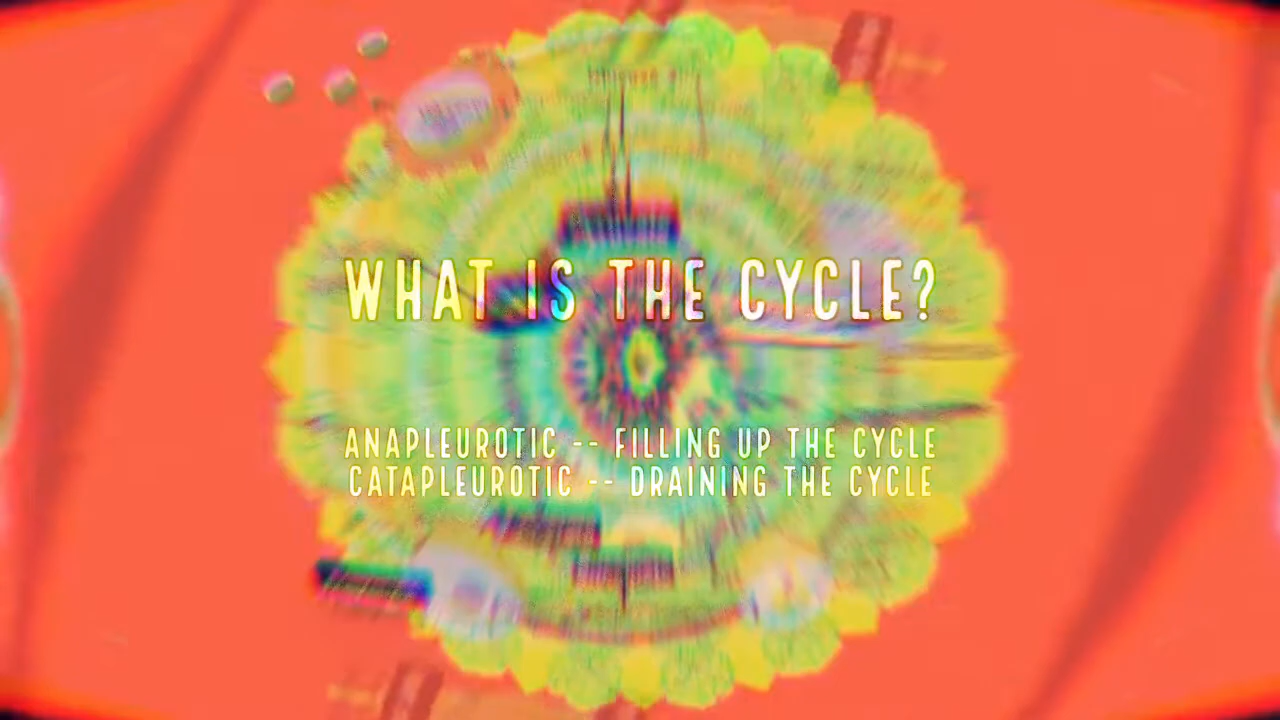 WHAT IS THE CYCLE?
ANAPLEUROTIC -- FILLING UP THE CYCLE
CATAPLEUROTIC -- DRAINING THE CYCLE